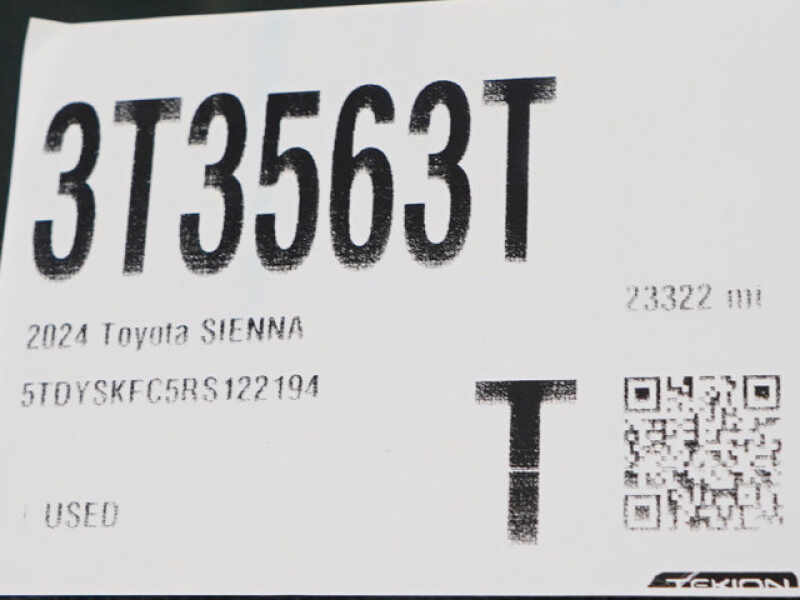 3T3563T
23322 mi
2024 Toyota SIENNA
5TDYSKFC5RS122194
T
USED
TEKION